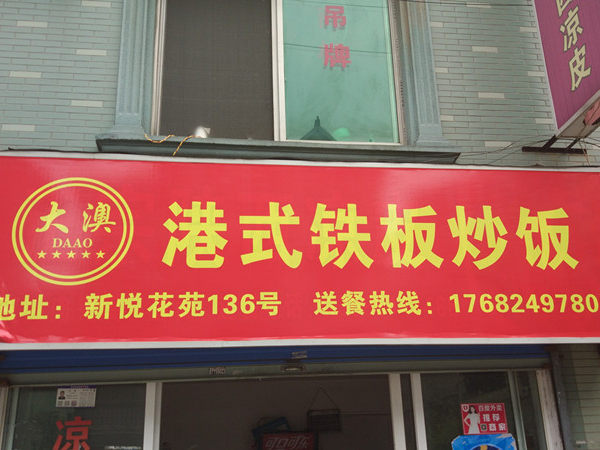 吊牌
凉皮
大澳
DAAO
港式铁板炒饭
地址：新悦花苑136号 送餐热线：1768249780
凉
可口可乐
百度外卖
推荐
商家